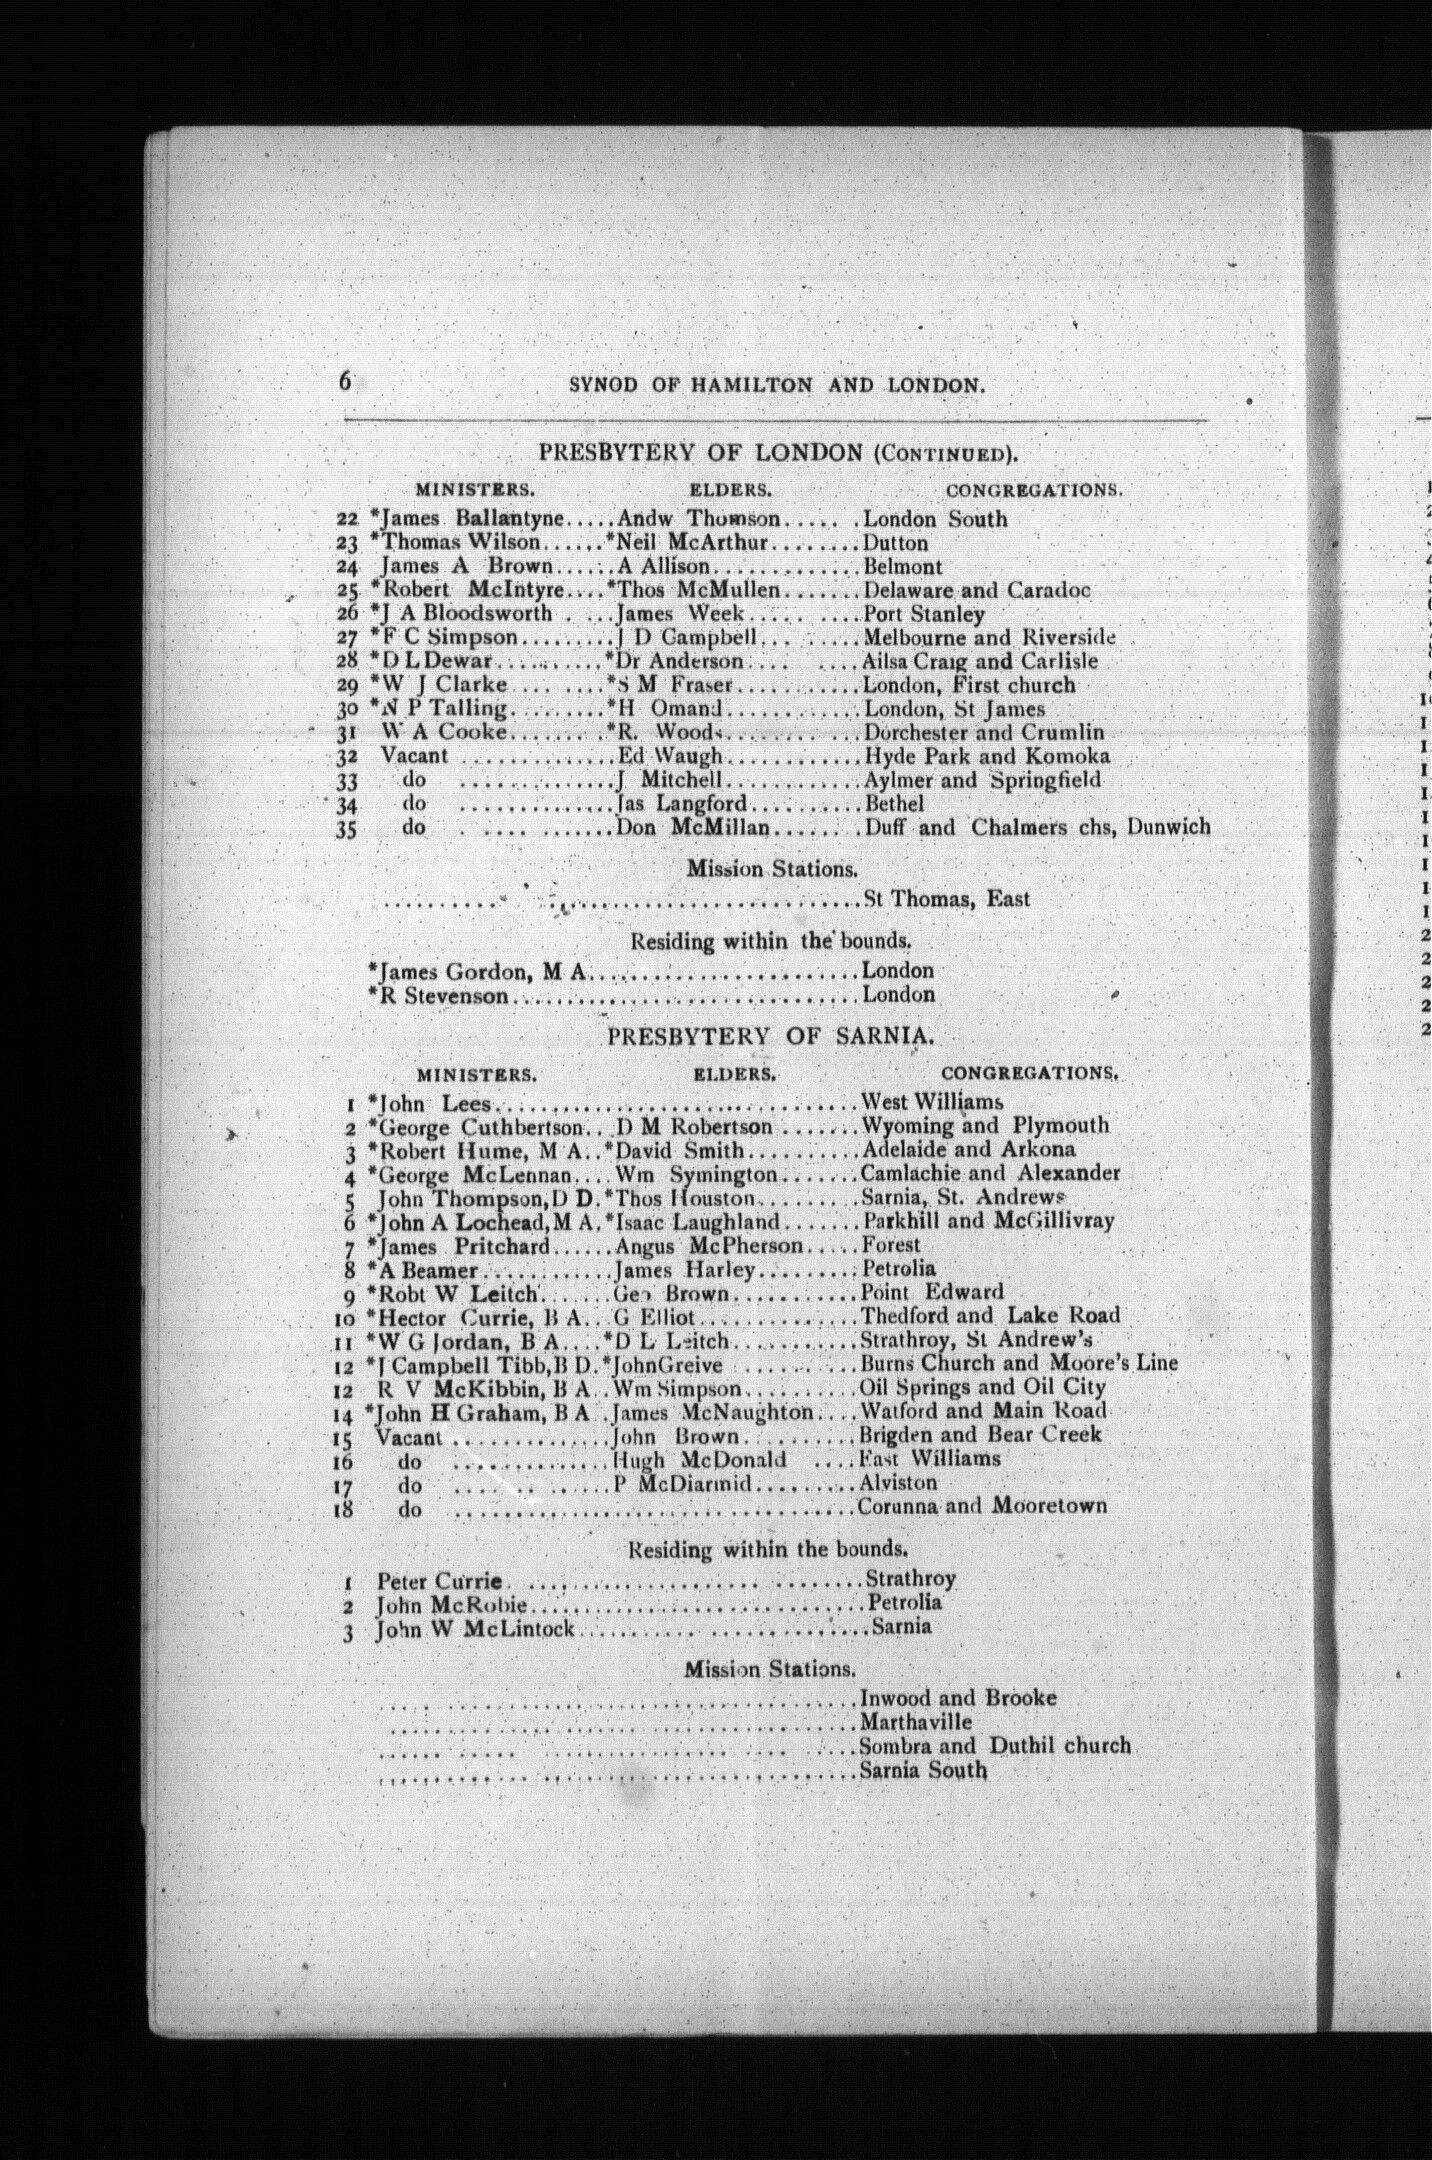 6 SYNOD OF HAMILTON AND LONDON.
PRESBYTERY OF LONDON (CONTINUED).
MINISTERS. ELDERS. CONGREGATIONS.
22 *James Ballantyne.....Andw Thomson..... .London South
23 *Thomas Wilson......*Neil McArthur........Dutton
24 James A Brown......A Allison.............Belmont
25 *Robert McIntyre....*Thos McMullen.......Delaware and Caradoc
26 *J A Bloodsworth . ...James Week..... ....Port Stanley
27 *F C Simpson.........J D Campbell... .....Melbourne and Riverside
28 *D L Dewar..........*Dr Anderson.... ....Ailsa Craig and Carlisle
29 *W J Clarke.... ....*S M Fraser...........London, First church
30 *N P Talling.........*H Omand............London, St James
31 W A Cooke....... .*R. Woods......... ...Dorchester and Crumlin
32 Vacant .............Ed Waugh............Hyde Park and Komoka
33 do .............J Mitchell............Aylmer and Springfield
34 do .............Jas Langford..........Bethel
35 do . .... .......Don McMillan....... .Duff and Chalmers chs, Dunwich
Mission Stations.
..........................................St Thomas, East
Residing within the bounds.
*James Gordon, M A.........................London
*R Stevenson................................London
PRESBYTERY OF SARNIA.
MINISTERS. ELDERS. CONGREGATIONS.
1 *John Lees..................................West Williams
2 *George Cuthbertson.. .D M Robertson .......Wyoming and Plymouth
3 *Robert Hume, M A..*David Smith..........Adelaide and Arkona
4 *George McLennan....Wm Symington.......Camlachie and Alexander
5 John Thompson, D D.*Thos Houston.........Sarnia, St. Andrews
6 *John A Lochead, M A.*Isaac Laughland.......Parkhill and McGillivray
7 *James Pritchard......Angus McPherson.....Forest
8 *A Beamer............James Harley.........Petrolia
9 *Robt W Leitch.......Geo Brown...........Point Edward
10 *Hector Currie, B A..G Elliot..............Thedford and Lake Road
11 *W G Jordan, B A....*D L Leitch...........Strathroy, St Andrew's
12 *J Campbell Tibb, B D.*JohnGreive ...........Burns Church and Moore's Line
12 R V McKibbin, B A..Wm Simpson..........Oil Springs and Oil City
14 *John H Graham, B A .James McNaughton....Watford and Main Road
15 Vacant ..............John Brown..........Brigden and Bear Creek
16 do ..............Hugh McDonald ....East Williams
17 do ....... ......P McDiarmid.........Alviston
18 do ..................................Corunna and Mooretown
Residing within the bounds.
1 Peter Currie. .................... ........Strathroy
2 John McRobie...............................Petrolia
3 John W McLintock........... ..............Sarnia
Mission Stations.
.... ......................................Inwood and Brooke
.............. ...........................Marthaville
...... ..... ................. .... ....Sombra and Duthil church
............. .............................Sarnia South